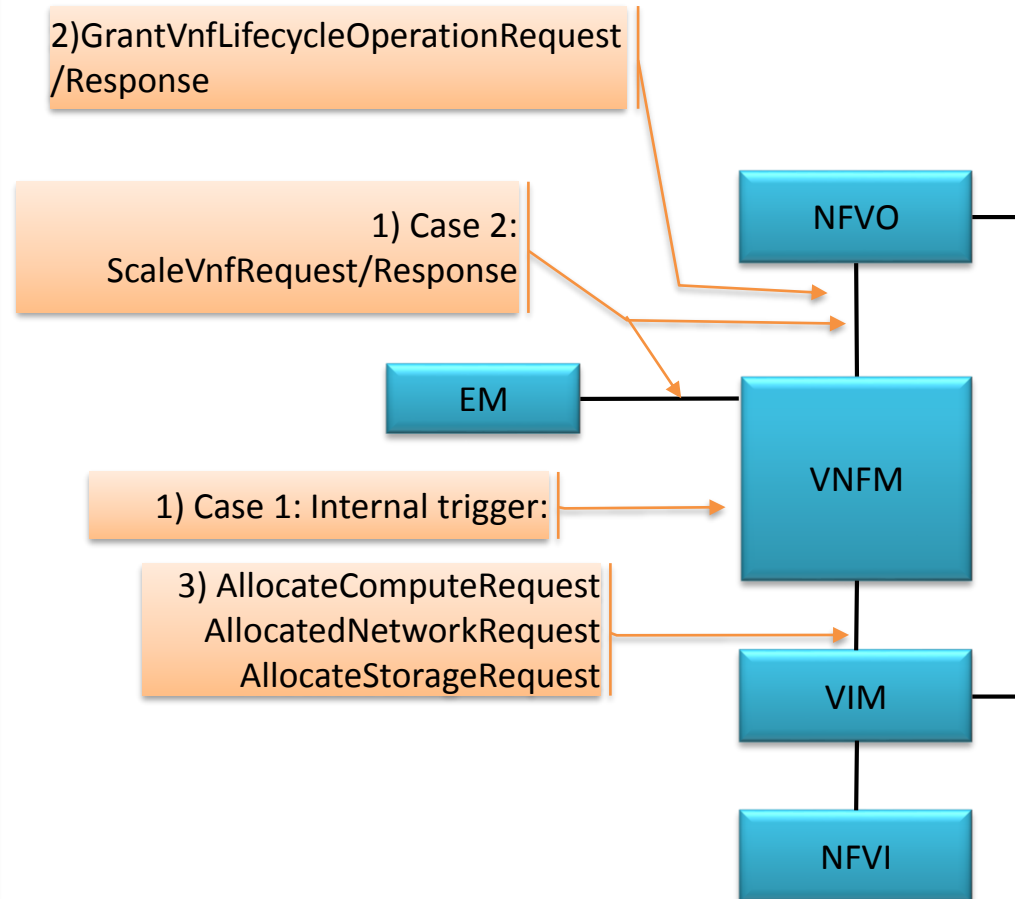 2)GrantVnfLifecycleOperationRequest
/Response
NFVO
1) Case 2:
ScaleVnfRequest/Response
EM
VNFM
1) Case 1: Internal trigger:
3) AllocateComputeRequest
AllocatedNetworkRequest
AllocateStorageRequest
VIM
NFVI